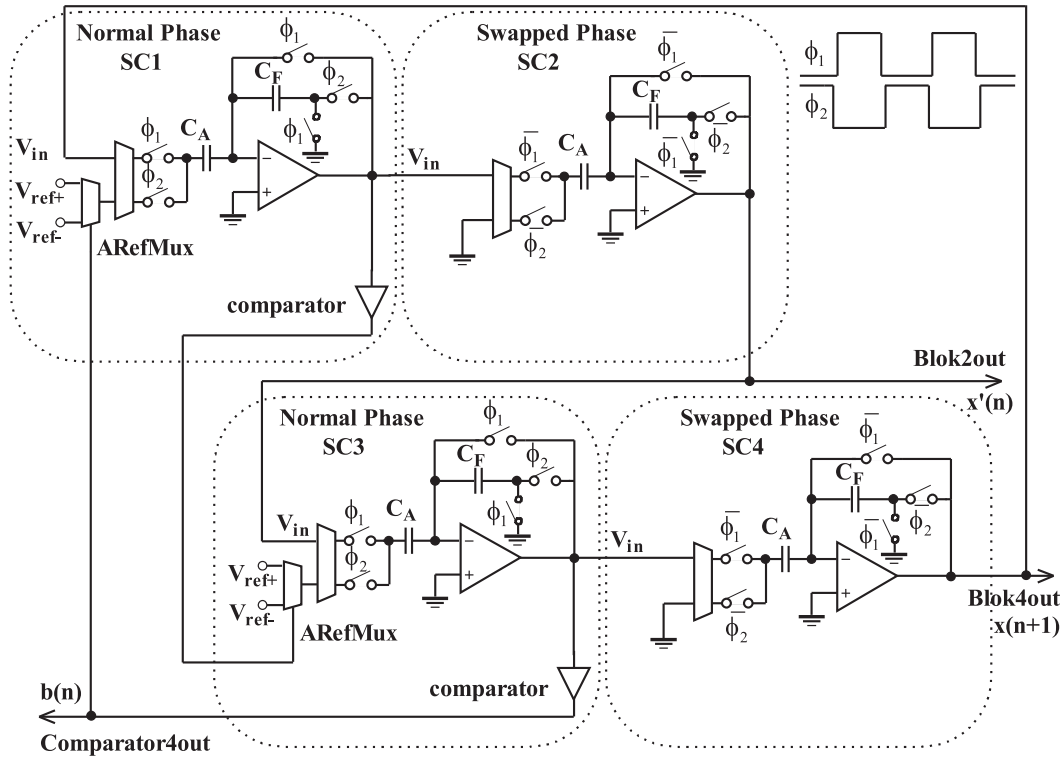 Normal Phase
SC1
ϕ1
CF
ϕ2
ϕ1
ϕ1
CA
Vin
ϕ2
Vref+
Vref-
ARefMux
−
+
comparator
Swapped Phase
SC2
ϕ̅1
CF
ϕ̅2
ϕ̅1
Vin
ϕ̅1
CA
ϕ̅2
−
+
ϕ1
ϕ2
Blok2out
x'(n)
Normal Phase
SC3
ϕ1
CF
ϕ2
ϕ1
Vin
ϕ1
CA
ϕ2
Vref+
Vref-
ARefMux
−
+
comparator
Swapped Phase
SC4
ϕ̅1
CF
ϕ̅2
ϕ̅1
Vin
ϕ̅1
CA
ϕ̅2
−
+
Blok4out
x(n+1)
b(n)
Comparator4out